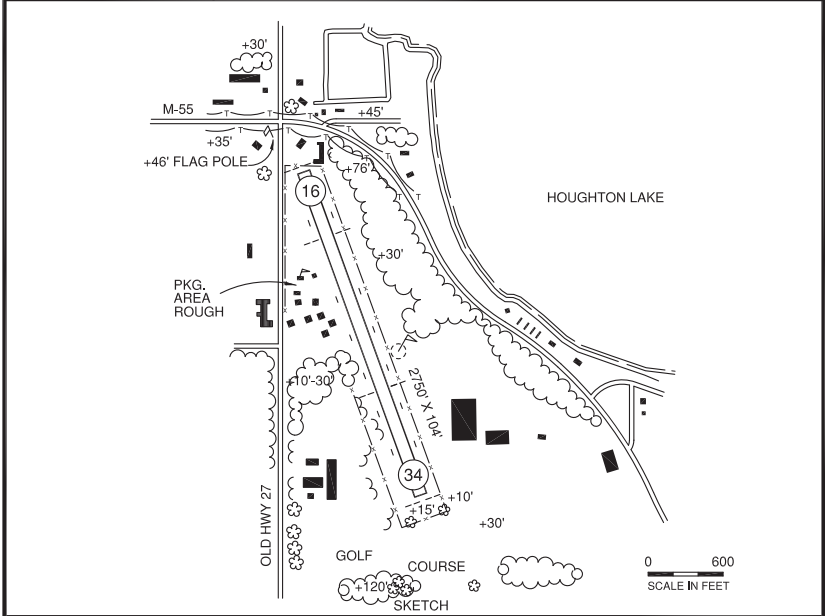 +30'
M-55
+45'
+35'
+46' FLAG POLE
+76'
16
HOUGHTON LAKE
+30'
PKG.
AREA
ROUGH
2750' X 104'
+10'-30'
34
OLD HWY 27
+10'
+15'
+30'
GOLF
COURSE
+120'
SKETCH
0 600
SCALE IN FEET
T
T
T
T
T
T
T
T
T
T